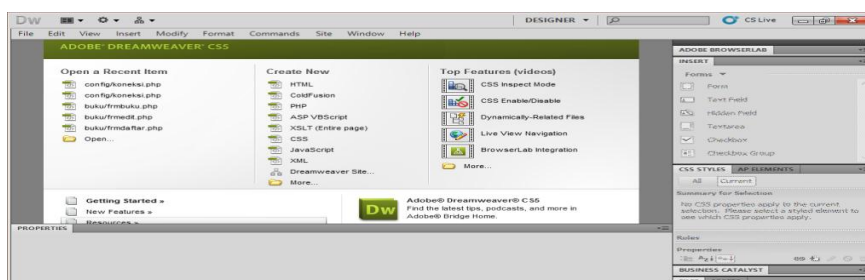 Dw DESIGNER CS Live
File Edit View Insert Modify Format Commands Site Window Help
ADOBE® DREAMWEAVER® CS5
Open a Recent Item
config/koneksi.php
config/koneksi.php
buku/frmbuku.php
buku/frmedit.php
buku/frmdaftar.php
Open...
Create New
HTML
ColdFusion
PHP
ASP VBScript
XSLT (Entire page)
CSS
JavaScript
XML
Dreamweaver Site...
More...
Top Features (videos)
CSS Inspect Mode
CSS Enable/Disable
Dynamically-Related Files
Live View Navigation
BrowserLab Integration
More...
Getting Started »
New Features »
Resources »
Dw
Adobe® Dreamweaver® CS5
Find the latest tips, podcasts, and more in
Adobe® Bridge Home.
PROPERTIES
ADOBE BROWSERLAB
INSERT
Forms
Form
Text Field
Hidden Field
Textarea
Checkbox
Checkbox Group
CSS STYLES AP ELEMENTS
All Current
Summary for Selection
No CSS properties apply to the current
selection. Please select a styled element to
see which CSS properties apply.
Rules
Properties
BUSINESS CATALYST